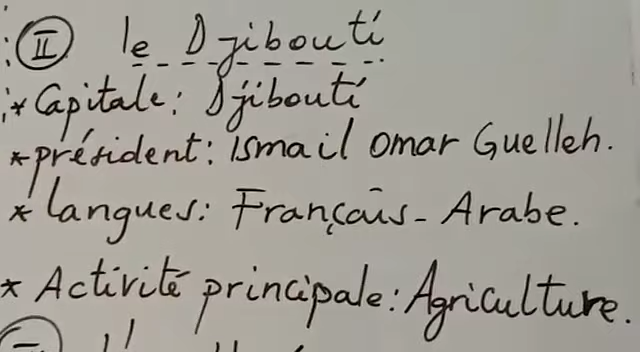 II le Djibouti
* Capitale: Djibouti
* président: Ismail Omar Guelleh.
* langues: Français - Arabe.
* Activité principale: Agriculture.